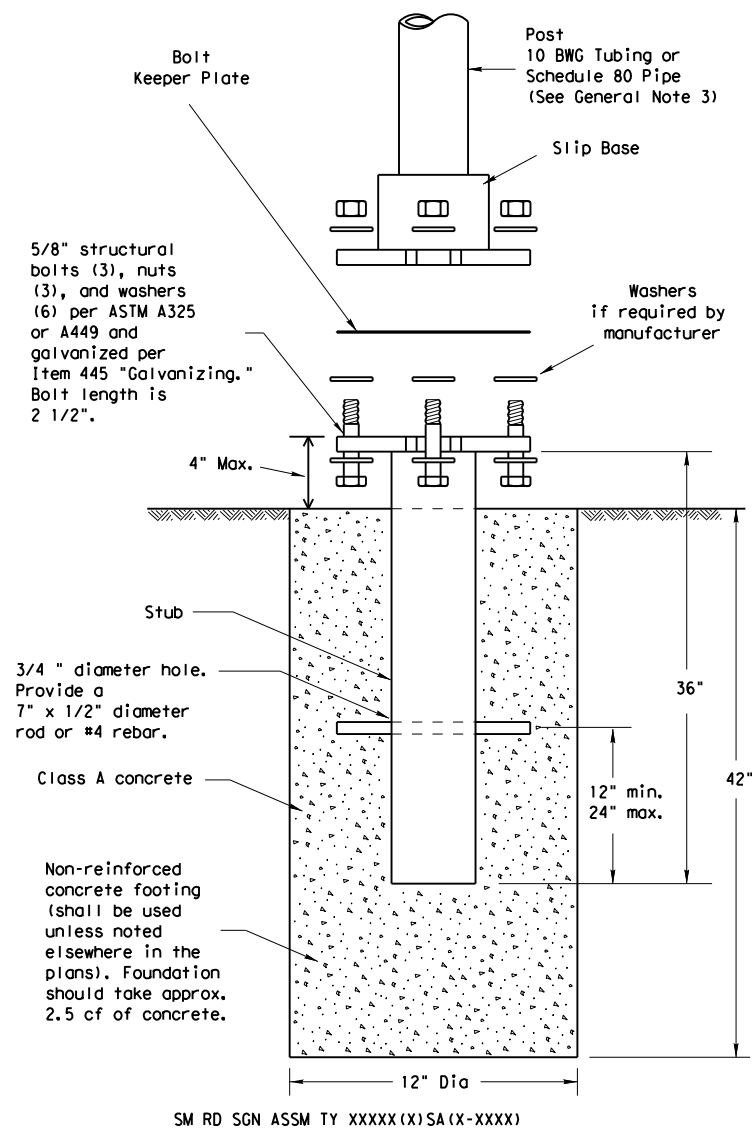 Bolt
Keeper Plate
Post
10 BWG Tubing or
Schedule 80 Pipe
(See General Note 3)
Slip Base
5/8" structural
bolts (3), nuts
(3), and washers
(6) per ASTM A325
or A449 and
galvanized per
Item 445 "Galvanizing."
Bolt length is
2 1/2".
Washers
if required by
manufacturer
4" Max.
Stub
3/4 " diameter hole.
Provide a
7" x 1/2" diameter
rod or #4 rebar.
36"
Class A concrete
12" min.
24" max.
42"
Non-reinforced
concrete footing
(shall be used
unless noted
elsewhere in the
plans). Foundation
should take approx.
2.5 cf of concrete.
12" Dia
SM RD SGN ASSM TY XXXXX(X)SA(X-XXXX)